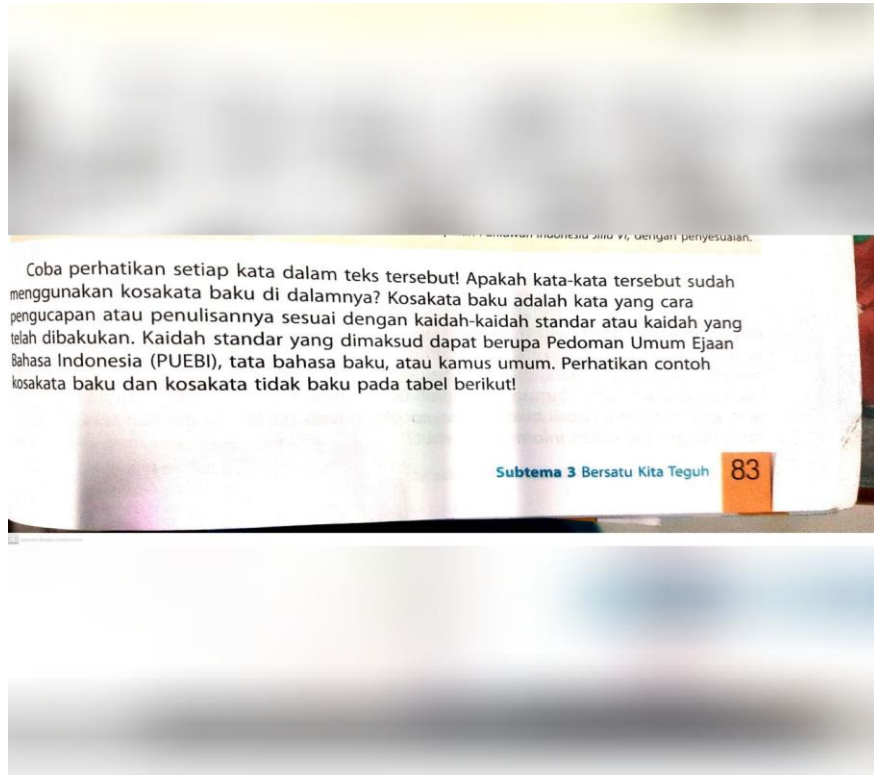 dengan penyesuaian.
Coba perhatikan setiap kata dalam teks tersebut! Apakah kata-kata tersebut sudah
menggunakan kosakata baku di dalamnya? Kosakata baku adalah kata yang cara
pengucapan atau penulisannya sesuai dengan kaidah-kaidah standar atau kaidah yang
telah dibakukan. Kaidah standar yang dimaksud dapat berupa Pedoman Umum Ejaan
Bahasa Indonesia (PUEBI), tata bahasa baku, atau kamus umum. Perhatikan contoh
kosakata baku dan kosakata tidak baku pada tabel berikut!
Subtema 3 Bersatu Kita Teguh 83